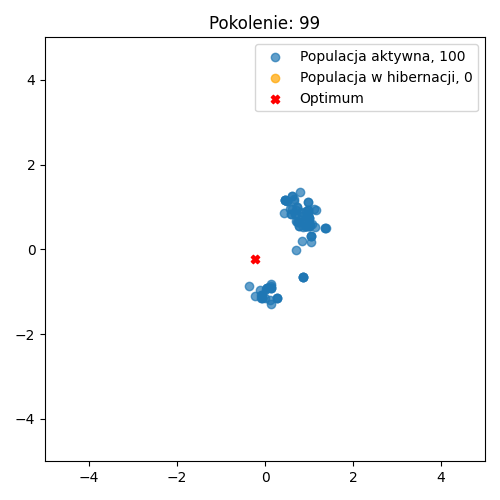 Pokolenie: 99
Populacja aktywna, 100
Populacja w hibernacji, 0
Optimum
4
2
0
−2
−4
−4 −2 0 2 4